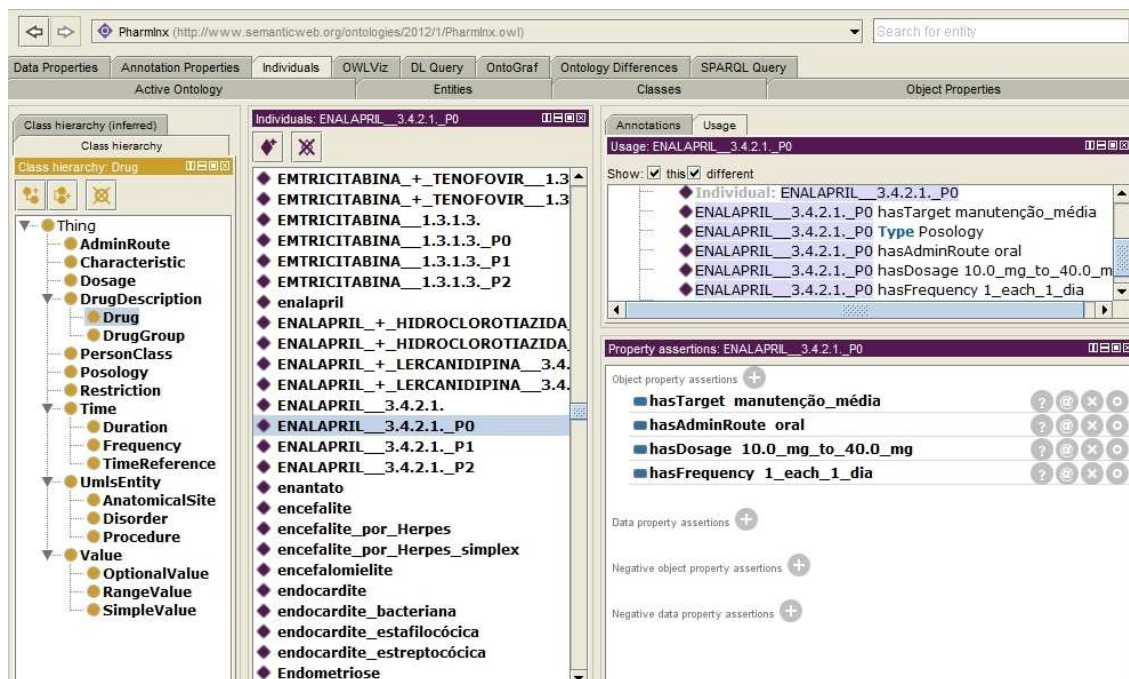 PharmInx (http://www.semanticweb.org/ontologies/2012/1/PharmInx.owl)
Search for entity
Data Properties
Annotation Properties
Individuals
OWLViz
DL Query
OntoGraf
Ontology Differences
SPARQL Query
Active Ontology
Entities
Classes
Object Properties
Class hierarchy (inferred)
Class hierarchy
Class hierarchy: Drug
Thing
AdminRoute
Characteristic
Dosage
DrugDescription
Drug
DrugGroup
PersonClass
Posology
Restriction
Time
Duration
Frequency
TimeReference
UmlsEntity
AnatomicalSite
Disorder
Procedure
Value
OptionalValue
RangeValue
SimpleValue
Individuals: ENALAPRIL__3.4.2.1._P0
EMTRICITABINA_+_TENOFOVIR__1.3
EMTRICITABINA_+_TENOFOVIR__1.3
EMTRICITABINA__1.3.1.3.
EMTRICITABINA__1.3.1.3._P0
EMTRICITABINA__1.3.1.3._P1
EMTRICITABINA__1.3.1.3._P2
enalapril
ENALAPRIL_+_HIDROCLOROTIAZIDA_
ENALAPRIL_+_HIDROCLOROTIAZIDA_
ENALAPRIL_+_LERCANIDIPINA__3.4.
ENALAPRIL_+_LERCANIDIPINA__3.4.
ENALAPRIL__3.4.2.1.
ENALAPRIL__3.4.2.1._P0
ENALAPRIL__3.4.2.1._P1
ENALAPRIL__3.4.2.1._P2
enantato
encefalite
encefalite_por_Herpes
encefalite_por_Herpes_simplex
encefalomielite
endocardite
endocardite_bacteriana
endocardite_estafilocócica
endocardite_estreptocócica
Endometriose
Annotations
Usage
Usage: ENALAPRIL__3.4.2.1._P0
Show: this different
Individual: ENALAPRIL__3.4.2.1._P0
ENALAPRIL__3.4.2.1._P0 hasTarget manutenção_média
ENALAPRIL__3.4.2.1._P0 Type Posology
ENALAPRIL__3.4.2.1._P0 hasAdminRoute oral
ENALAPRIL__3.4.2.1._P0 hasDosage 10.0_mg_to_40.0_m
ENALAPRIL__3.4.2.1._P0 hasFrequency 1_each_1_dia
Property assertions: ENALAPRIL__3.4.2.1._P0
Object property assertions
hasTarget manutenção_média
hasAdminRoute oral
hasDosage 10.0_mg_to_40.0_mg
hasFrequency 1_each_1_dia
Data property assertions
Negative object property assertions
Negative data property assertions